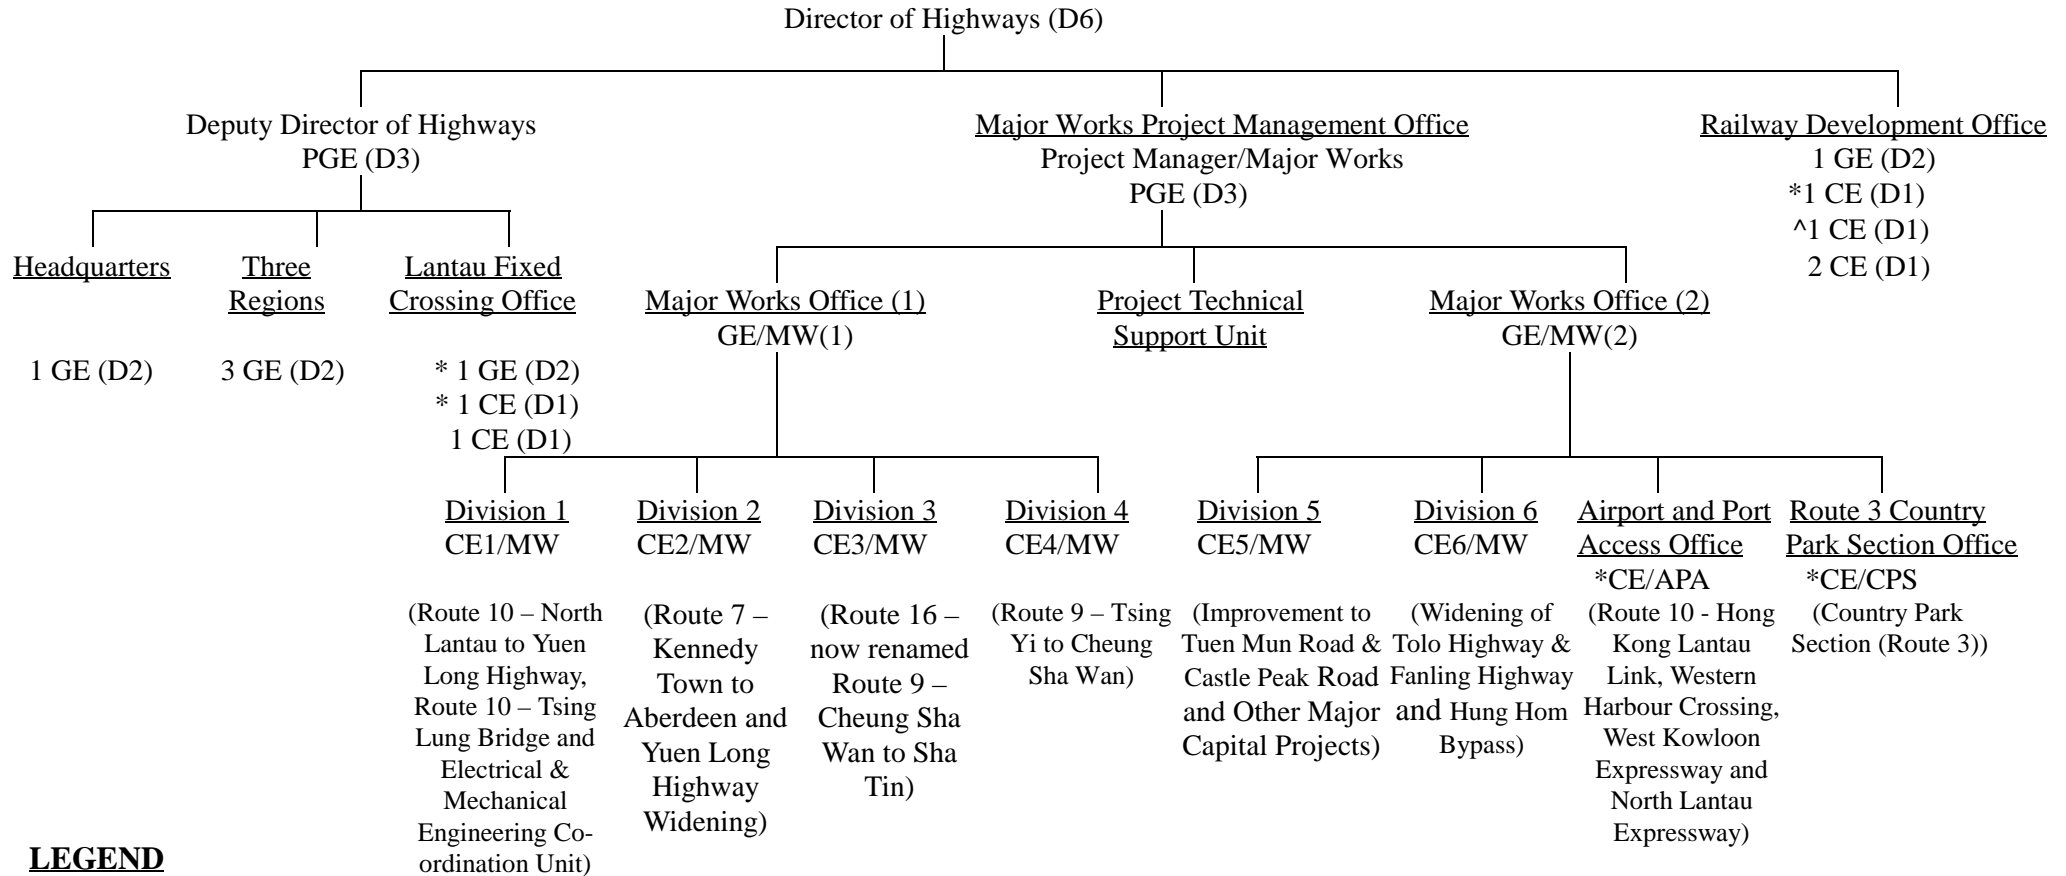 Director of Highways (D6)
Deputy Director of Highways
PGE (D3)
Major Works Project Management Office
Project Manager/Major Works
PGE (D3)
Railway Development Office
1 GE (D2)
*1 CE (D1)
^1 CE (D1)
2 CE (D1)
Headquarters
1 GE (D2)
Three
Regions
3 GE (D2)
Lantau Fixed
Crossing Office
* 1 GE (D2)
* 1 CE (D1)
1 CE (D1)
Major Works Office (1)
GE/MW(1)
Project Technical
Support Unit
Major Works Office (2)
GE/MW(2)
Division 1
CE1/MW
(Route 10 – North
Lantau to Yuen
Long Highway,
Route 10 – Tsing
Lung Bridge and
Electrical &
Mechanical
Engineering Co-
ordination Unit)
Division 2
CE2/MW
(Route 7 –
Kennedy
Town to
Aberdeen and
Yuen Long
Highway
Widening)
Division 3
CE3/MW
(Route 16 –
now renamed
Route 9 –
Cheung Sha
Wan to Sha
Tin)
Division 4
CE4/MW
(Route 9 – Tsing
Yi to Cheung
Sha Wan)
Division 5
CE5/MW
(Improvement to
Tuen Mun Road &
Castle Peak Road
and Other Major
Capital Projects)
Division 6
CE6/MW
(Widening of
Tolo Highway &
Fanling Highway
and Hung Hom
Bypass)
Airport and Port
Access Office
*CE/APA
(Route 10 - Hong
Kong Lantau
Link, Western
Harbour Crossing,
West Kowloon
Expressway and
North Lantau
Expressway)
Route 3 Country
Park Section Office
*CE/CPS
(Country Park
Section (Route 3))
LEGEND